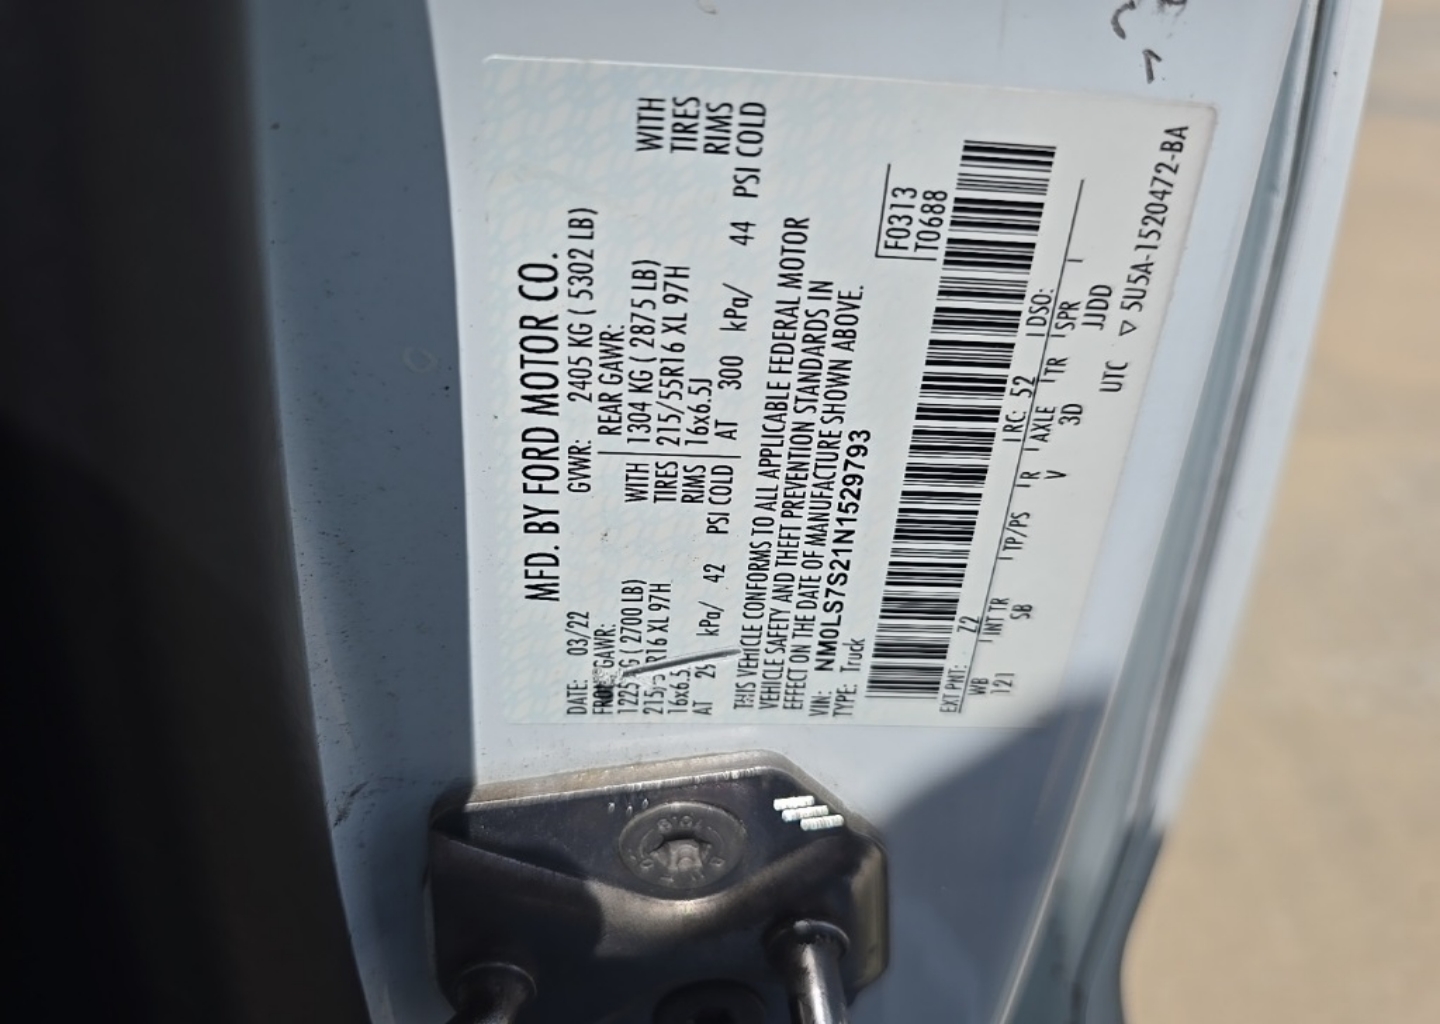 MFD. BY FORD MOTOR CO.
DATE: 03/22 GVWR: 2405 KG ( 5302 LB)
GAWR: REAR GAWR:
( 2700 LB) WITH 1304 KG ( 2875 LB) WITH
R16 XL 97H TIRES 215/55R16 XL 97H TIRES
16x6.5 RIMS 16x6.5J RIMS
AT kPa/ 42 PSI COLD AT 300 kPa/ 44 PSI COLD
THIS VEHICLE CONFORMS TO ALL APPLICABLE FEDERAL MOTOR
VEHICLE SAFETY AND THEFT PREVENTION STANDARDS IN
EFFECT ON THE DATE OF MANUFACTURE SHOWN ABOVE.
VIN: NM0LS7S21N1529793
TYPE: Truck
F0313
T0688
EXT PNT: Z2 RC: 52 DSO:
WB INT TR TP/PS R AXLE TR SPR
121 SB V 3D JJDD
UTC ▽ 5U5A-1520472-BA